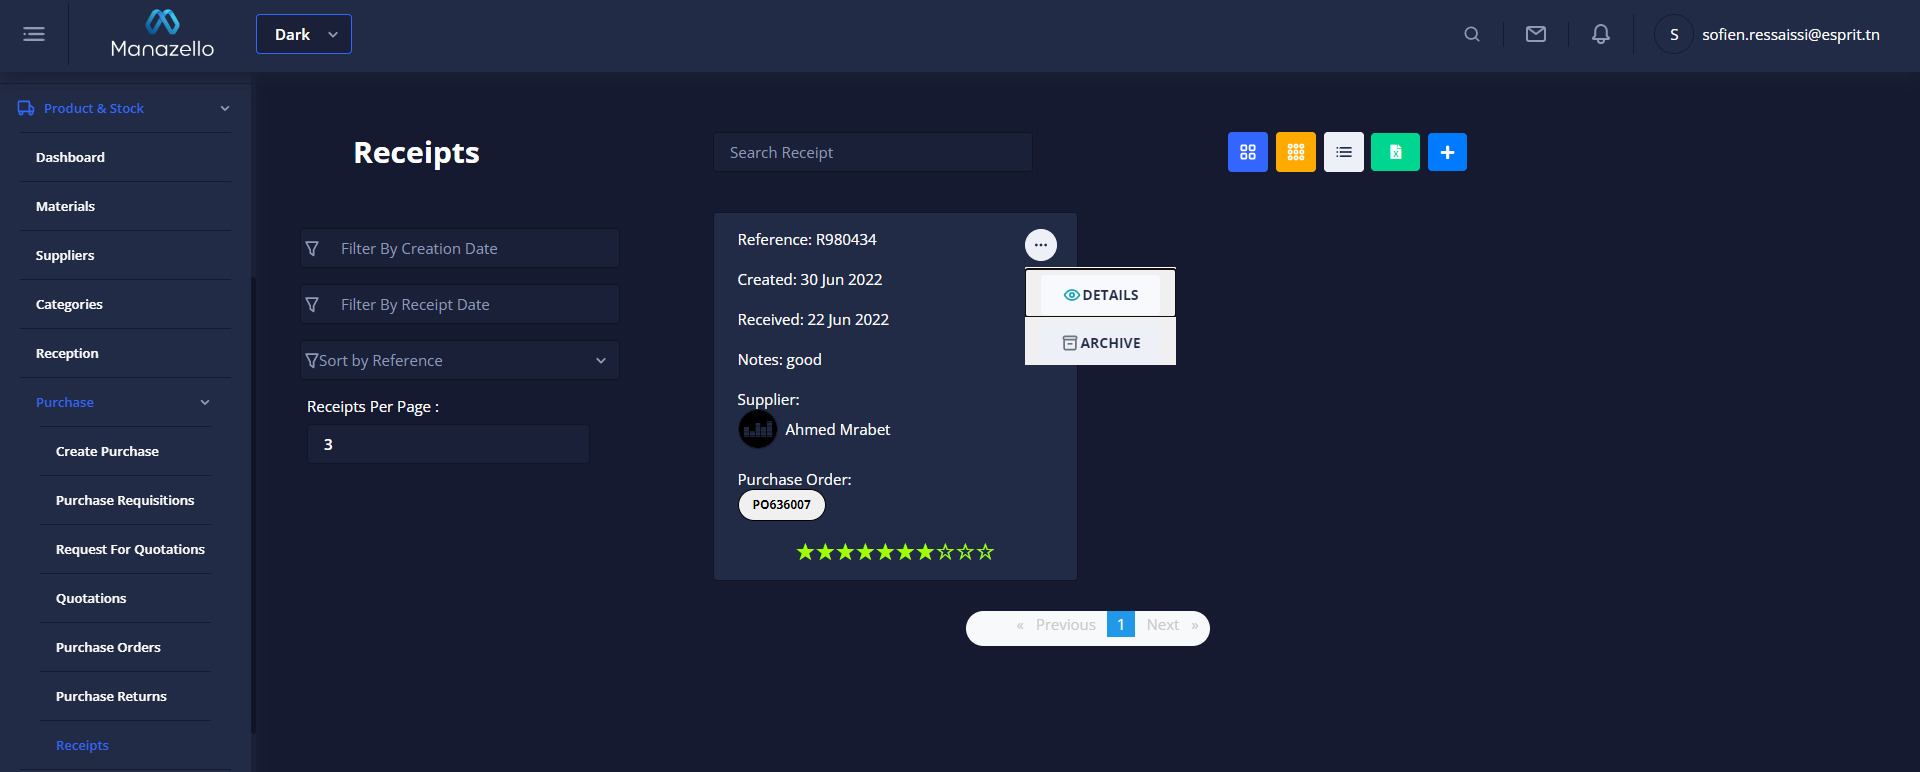 Manazello
Dark
S
sofien.ressaissi@esprit.tn
Product & Stock
Dashboard
Materials
Suppliers
Categories
Reception
Purchase
Create Purchase
Purchase Requisitions
Request For Quotations
Quotations
Purchase Orders
Purchase Returns
Receipts
Receipts
Search Receipt
Filter By Creation Date
Filter By Receipt Date
Sort by Reference
Receipts Per Page :
3
Reference: R980434
Created: 30 Jun 2022
Received: 22 Jun 2022
Notes: good
Supplier:
Ahmed Mrabet
Purchase Order:
PO636007
DETAILS
ARCHIVE
« Previous 1 Next »